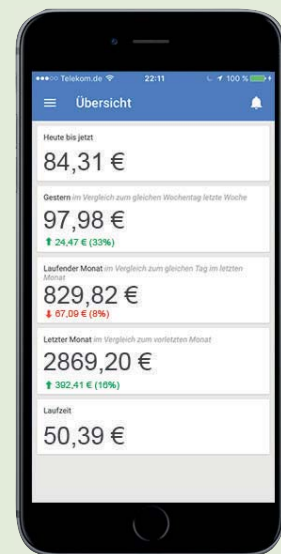 Telekom.de 22:11 100 %
Übersicht
Heute bis jetzt
84,31 €
Gestern im Vergleich zum gleichen Wochentag letzte Woche
97,98 €
24,47 € (33%)
Laufender Monat im Vergleich zum gleichen Tag im letzten
Monat
829,82 €
67,09 € (8%)
Letzter Monat im Vergleich zum vorletzten Monat
2869,20 €
392,41 € (16%)
Laufzeit
50,39 €